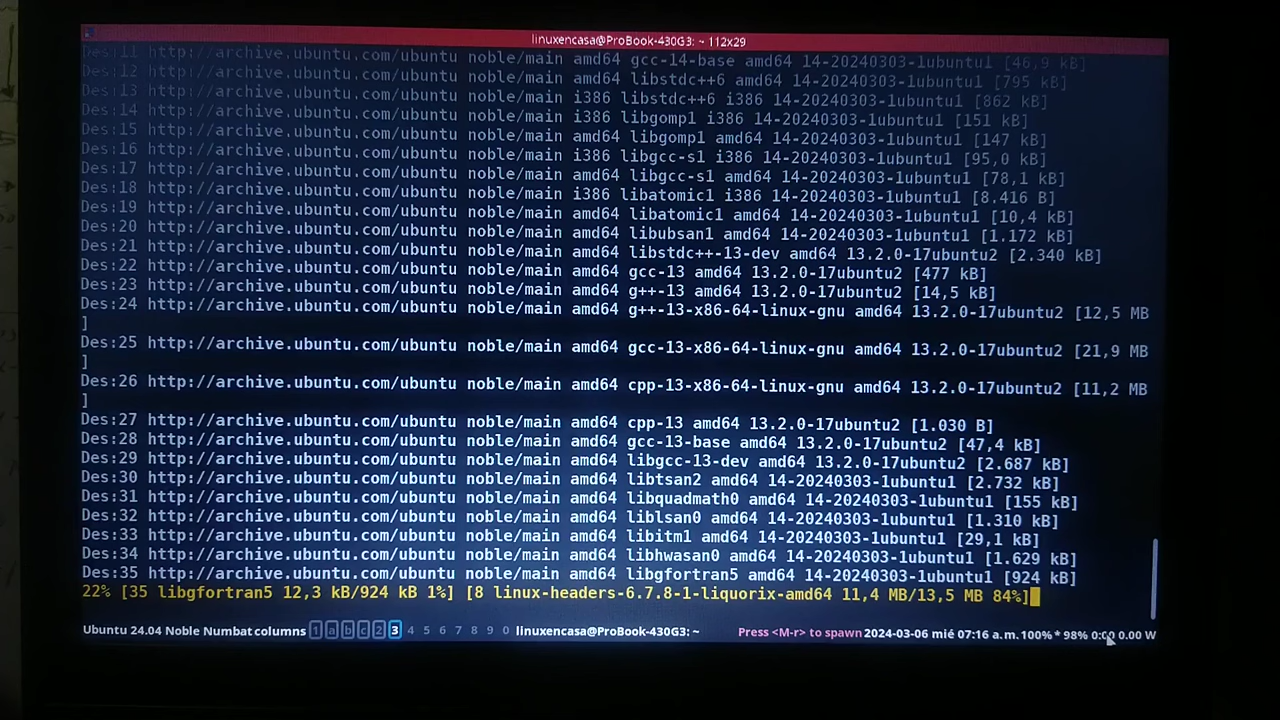 linuxencasa@ProBook-430G3: ~ 112x29
Des:11 http://archive.ubuntu.com/ubuntu noble/main amd64 gcc-14-base amd64 14-20240303-1ubuntu1 [46,9 kB]
Des:12 http://archive.ubuntu.com/ubuntu noble/main amd64 libstdc++6 amd64 14-20240303-1ubuntu1 [795 kB]
Des:13 http://archive.ubuntu.com/ubuntu noble/main i386 libstdc++6 i386 14-20240303-1ubuntu1 [862 kB]
Des:14 http://archive.ubuntu.com/ubuntu noble/main i386 libgomp1 i386 14-20240303-1ubuntu1 [151 kB]
Des:15 http://archive.ubuntu.com/ubuntu noble/main amd64 libgomp1 amd64 14-20240303-1ubuntu1 [147 kB]
Des:16 http://archive.ubuntu.com/ubuntu noble/main i386 libgcc-s1 i386 14-20240303-1ubuntu1 [95,0 kB]
Des:17 http://archive.ubuntu.com/ubuntu noble/main amd64 libgcc-s1 amd64 14-20240303-1ubuntu1 [78,1 kB]
Des:18 http://archive.ubuntu.com/ubuntu noble/main i386 libatomic1 i386 14-20240303-1ubuntu1 [8.416 B]
Des:19 http://archive.ubuntu.com/ubuntu noble/main amd64 libatomic1 amd64 14-20240303-1ubuntu1 [10,4 kB]
Des:20 http://archive.ubuntu.com/ubuntu noble/main amd64 libubsan1 amd64 14-20240303-1ubuntu1 [1.172 kB]
Des:21 http://archive.ubuntu.com/ubuntu noble/main amd64 libstdc++-13-dev amd64 13.2.0-17ubuntu2 [2.340 kB]
Des:22 http://archive.ubuntu.com/ubuntu noble/main amd64 gcc-13 amd64 13.2.0-17ubuntu2 [477 kB]
Des:23 http://archive.ubuntu.com/ubuntu noble/main amd64 g++-13 amd64 13.2.0-17ubuntu2 [14,5 kB]
Des:24 http://archive.ubuntu.com/ubuntu noble/main amd64 g++-13-x86-64-linux-gnu amd64 13.2.0-17ubuntu2 [12,5 MB
]
Des:25 http://archive.ubuntu.com/ubuntu noble/main amd64 gcc-13-x86-64-linux-gnu amd64 13.2.0-17ubuntu2 [21,9 MB
]
Des:26 http://archive.ubuntu.com/ubuntu noble/main amd64 cpp-13-x86-64-linux-gnu amd64 13.2.0-17ubuntu2 [11,2 MB
]
Des:27 http://archive.ubuntu.com/ubuntu noble/main amd64 cpp-13 amd64 13.2.0-17ubuntu2 [1.030 B]
Des:28 http://archive.ubuntu.com/ubuntu noble/main amd64 gcc-13-base amd64 13.2.0-17ubuntu2 [47,4 kB]
Des:29 http://archive.ubuntu.com/ubuntu noble/main amd64 libgcc-13-dev amd64 13.2.0-17ubuntu2 [2.687 kB]
Des:30 http://archive.ubuntu.com/ubuntu noble/main amd64 libtsan2 amd64 14-20240303-1ubuntu1 [2.732 kB]
Des:31 http://archive.ubuntu.com/ubuntu noble/main amd64 libquadmath0 amd64 14-20240303-1ubuntu1 [155 kB]
Des:32 http://archive.ubuntu.com/ubuntu noble/main amd64 liblsan0 amd64 14-20240303-1ubuntu1 [1.310 kB]
Des:33 http://archive.ubuntu.com/ubuntu noble/main amd64 libitm1 amd64 14-20240303-1ubuntu1 [29,1 kB]
Des:34 http://archive.ubuntu.com/ubuntu noble/main amd64 libhwasan0 amd64 14-20240303-1ubuntu1 [1.629 kB]
Des:35 http://archive.ubuntu.com/ubuntu noble/main amd64 libgfortran5 amd64 14-20240303-1ubuntu1 [924 kB]
22% [35 libgfortran5 12,3 kB/924 kB 1%] [8 linux-headers-6.7.8-1-liquorix-amd64 11,4 MB/13,5 MB 84%]
Ubuntu 24.04 Noble Numbat columns 1 a b c 2 3 4 5 6 7 8 9 0 linuxencasa@ProBook-430G3: ~ Press <M-r> to spawn 2024-03-06 mié 07:16 a.m. 100% * 98% 0:00 0.00 W